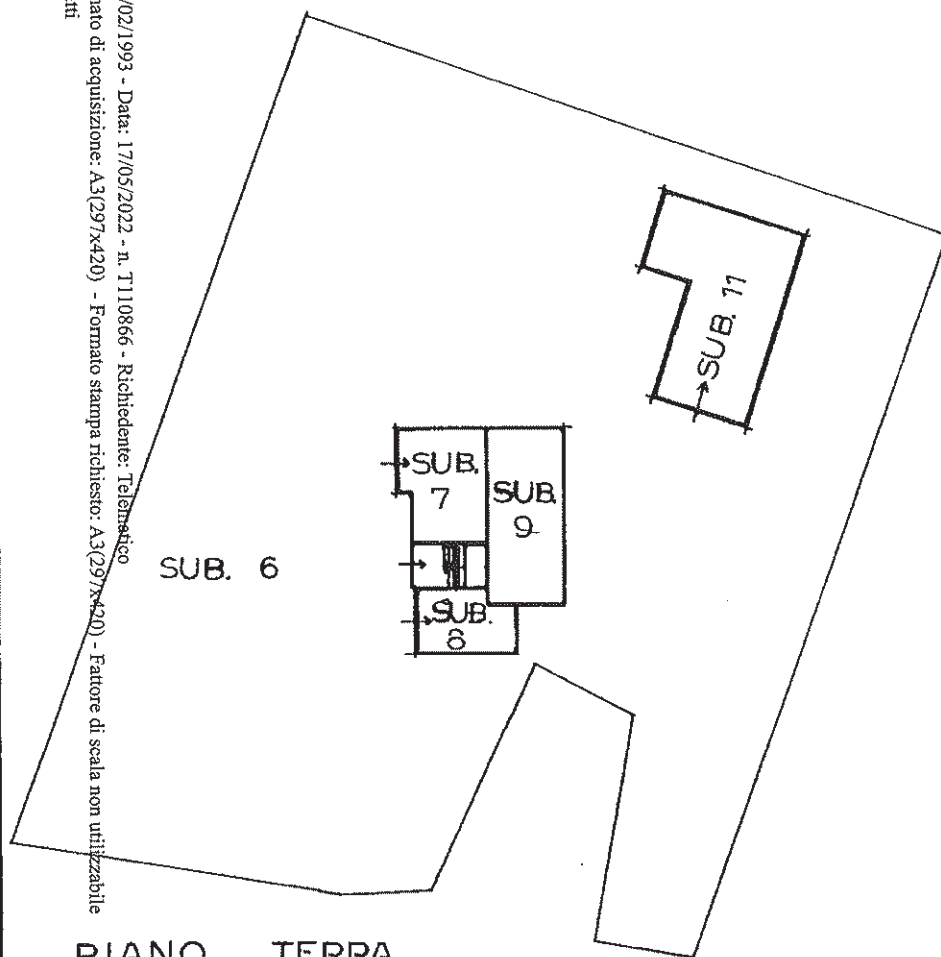 /02/1993 - Data: 17/05/2022 - n. T110866 - Richiedente: Telematico
nato di acquisizione: A3(297x420) - Formato stampa richiesto: A3(297x420) - Fattore di scala non utilizzabile
tti
SUB. 11
SUB.
7
SUB.
9
SUB. 6
SUB.
8
PIANO TERRA